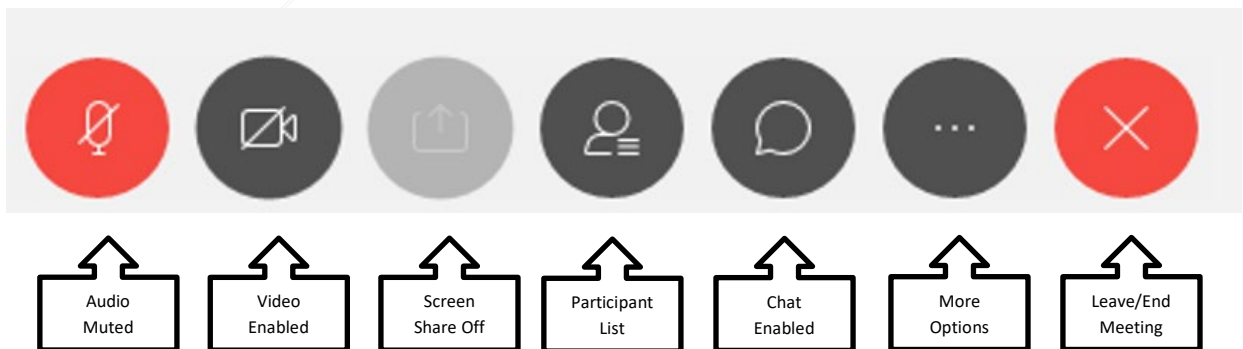 Audio
Muted
Video
Enabled
Screen
Share Off
Participant
List
Chat
Enabled
More
Options
Leave/End
Meeting